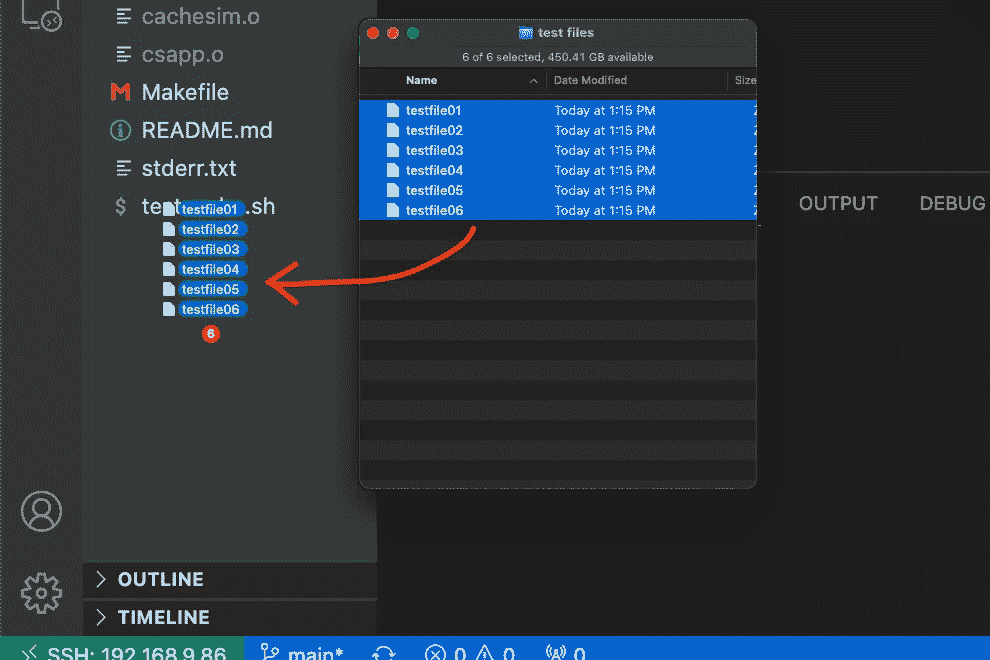 cachesim.o
csapp.o
Makefile
README.md
stderr.txt
.sh
testfile01
testfile02
testfile03
testfile04
testfile05
testfile06
6
OUTLINE
TIMELINE
test files
6 of 6 selected, 450.41 GB available
Name Date Modified Size
testfile01 Today at 1:15 PM
testfile02 Today at 1:15 PM
testfile03 Today at 1:15 PM
testfile04 Today at 1:15 PM
testfile05 Today at 1:15 PM
testfile06 Today at 1:15 PM
OUTPUT DEBUG
SSH: 192.168.9.86 main* 0 0 0